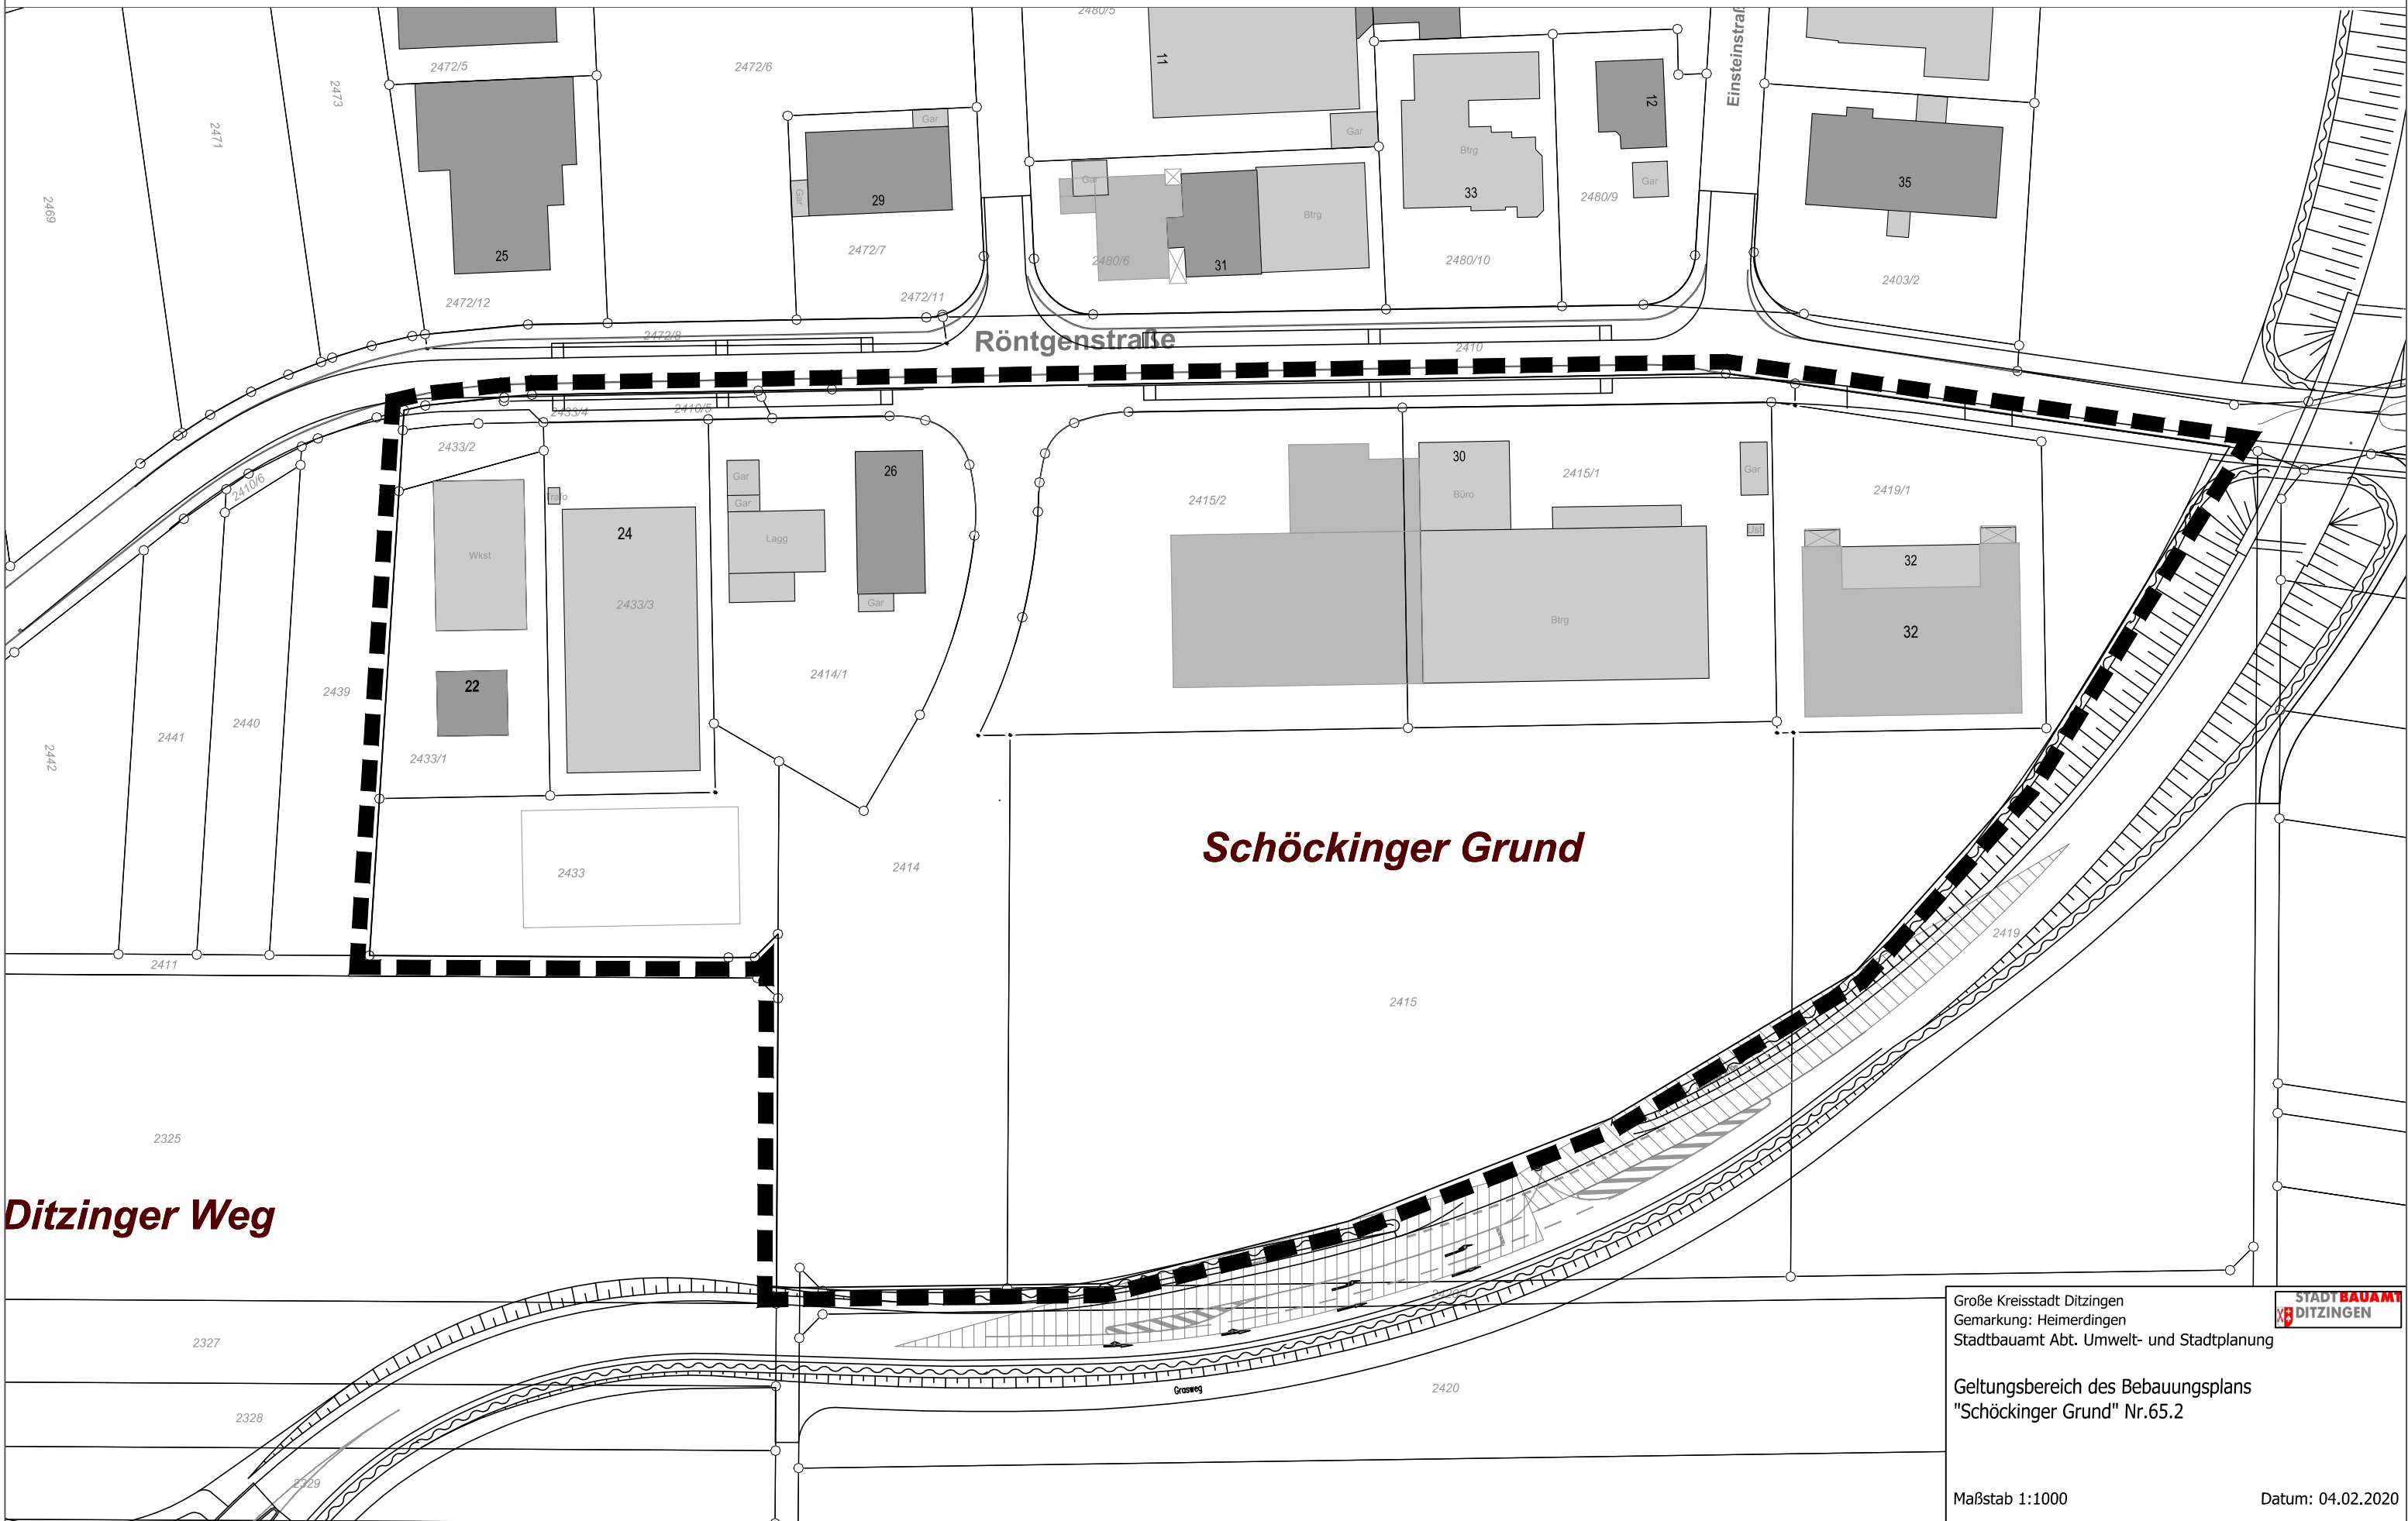 2480/5
Einsteinstraß
2472/5
2472/6
11
2473
2471
2469
Gar
Gar
Btrg
12
Gar
29
Gar
33
Gar
35
Btrg
2480/9
25
2472/7
2480/6
31
2480/10
2403/2
2472/12
2472/11
2472/8
Röntgenstraße
2410
2433/4
2410/5
2433/2
26
30
2415/1
Gar
2410/6
Trafo
Gar
Gar
2415/2
Büro
2419/1
24
Lagg
Ust
Wkst
32
2433/3
Gar
Btrg
32
22
2414/1
2439
2440
2441
2442
2433/1
Schöckinger Grund
2433
2414
2419
2411
2415
2325
Ditzinger Weg
2327
2420
2328
Grasweg
2329
Große Kreisstadt Ditzingen
Gemarkung: Heimerdingen
Stadtbauamt Abt. Umwelt- und Stadtplanung
STADTBAUAMT
DITZINGEN
Geltungsbereich des Bebauungsplans
"Schöckinger Grund" Nr.65.2
Maßstab 1:1000
Datum: 04.02.2020